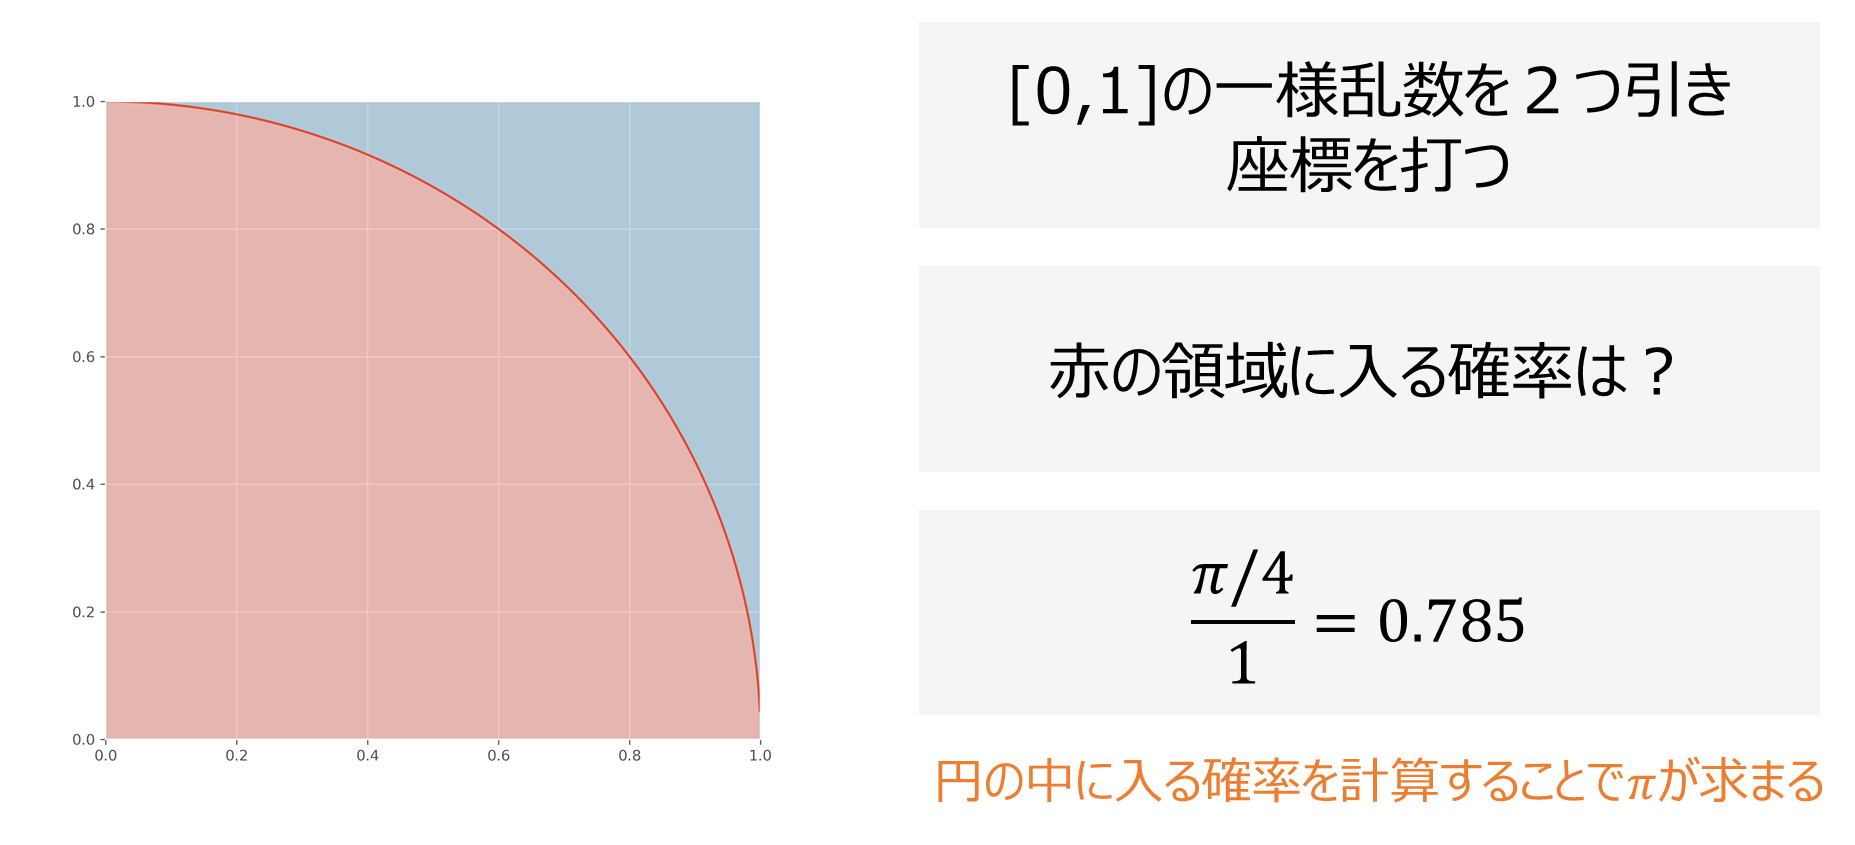 1.0
0.8
0.6
0.4
0.2
0.0
0.0 0.2 0.4 0.6 0.8 1.0
[0,1]の一様乱数を２つ引き
座標を打つ
赤の領域に入る確率は？
π/4
1
= 0.785
円の中に入る確率を計算することでπが求まる